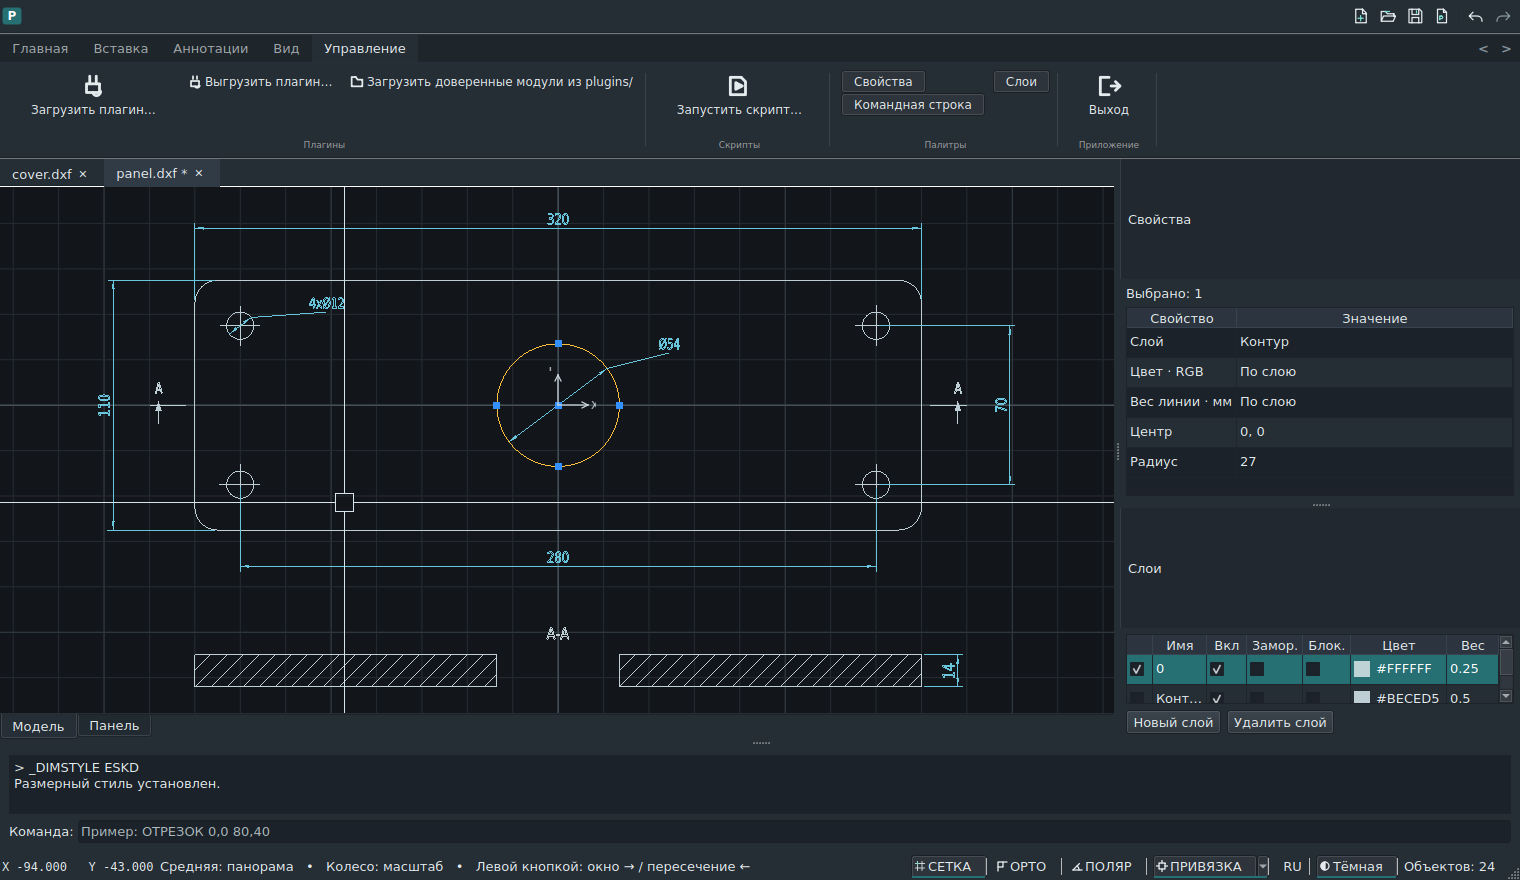 P
Главная Вставка Аннотации Вид Управление < >
Загрузить плагин...
Выгрузить плагин...
Загрузить доверенные модули из plugins/
Плагины
Запустить скрипт...
Скрипты
Свойства Слои
Командная строка
Палитры
Выход
Приложение
cover.dxf × panel.dxf * ×
320
4xØ12
Ø54
A A
110
70
X
280
A-A
14
Модель Панель
Свойства
Выбрано: 1
Свойство Значение
Слой Контур
Цвет · RGB По слою
Вес линии · мм По слою
Центр 0, 0
Радиус 27
Слои
Имя Вкл Замор. Блок. Цвет Вес
0 #FFFFFF 0.25
Конт... #BECED5 0.5
Новый слой Удалить слой
> _DIMSTYLE ESKD
Размерный стиль установлен.
Команда: Пример: ОТРЕЗОК 0,0 80,40
X -94.000 Y -43.000 Средняя: панорама • Колесо: масштаб • Левой кнопкой: окно → / пересечение ← СЕТКА ОРТО ПОЛЯР ПРИВЯЗКА RU Тёмная Объектов: 24